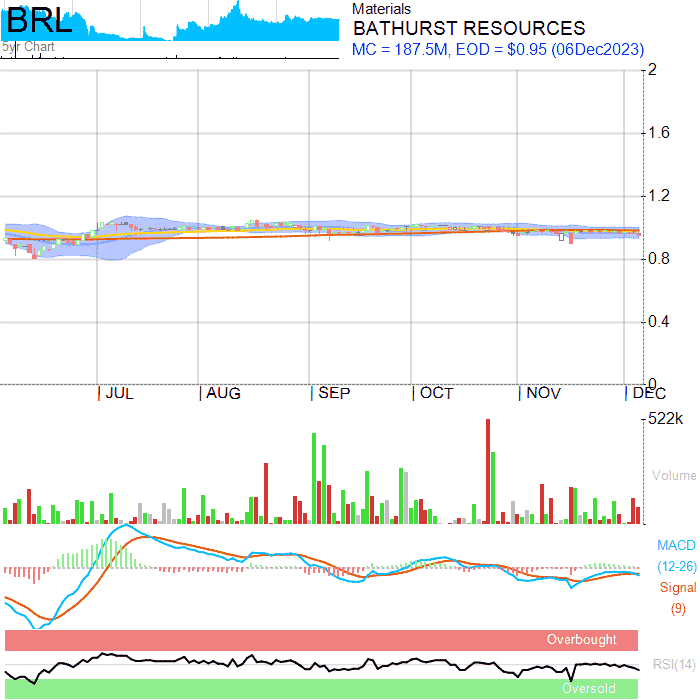 BRL
5yr Chart
Materials
BATHURST RESOURCES
MC = 187.5M, EOD = $0.95 (06Dec2023)
2
1.6
1.2
0.8
0.4
0
JUL AUG SEP OCT NOV DEC
522k
Volume
MACD
(12-26)
Signal
(9)
Overbought
RSI(14)
Oversold